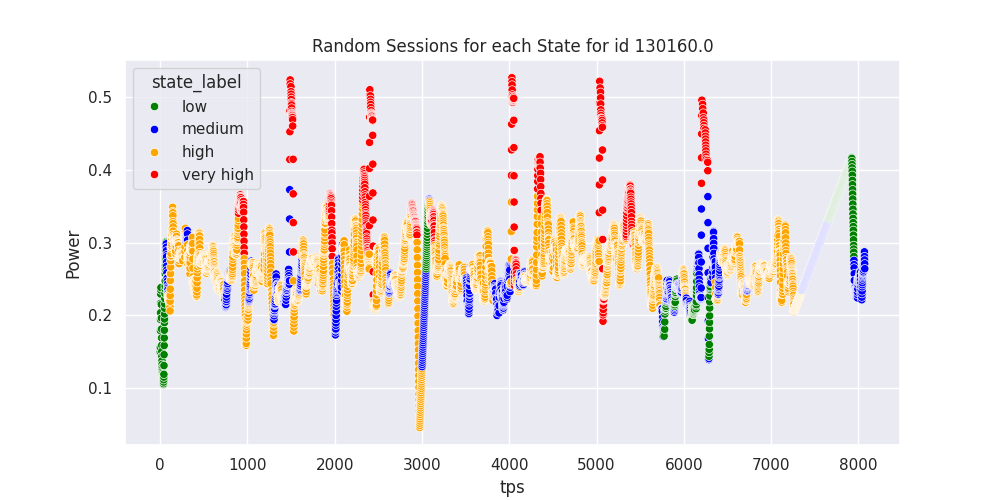 Random Sessions for each State for id 130160.0
state_label
low
medium
high
very high
Power
0.5
0.4
0.3
0.2
0.1
0 1000 2000 3000 4000 5000 6000 7000 8000
tps